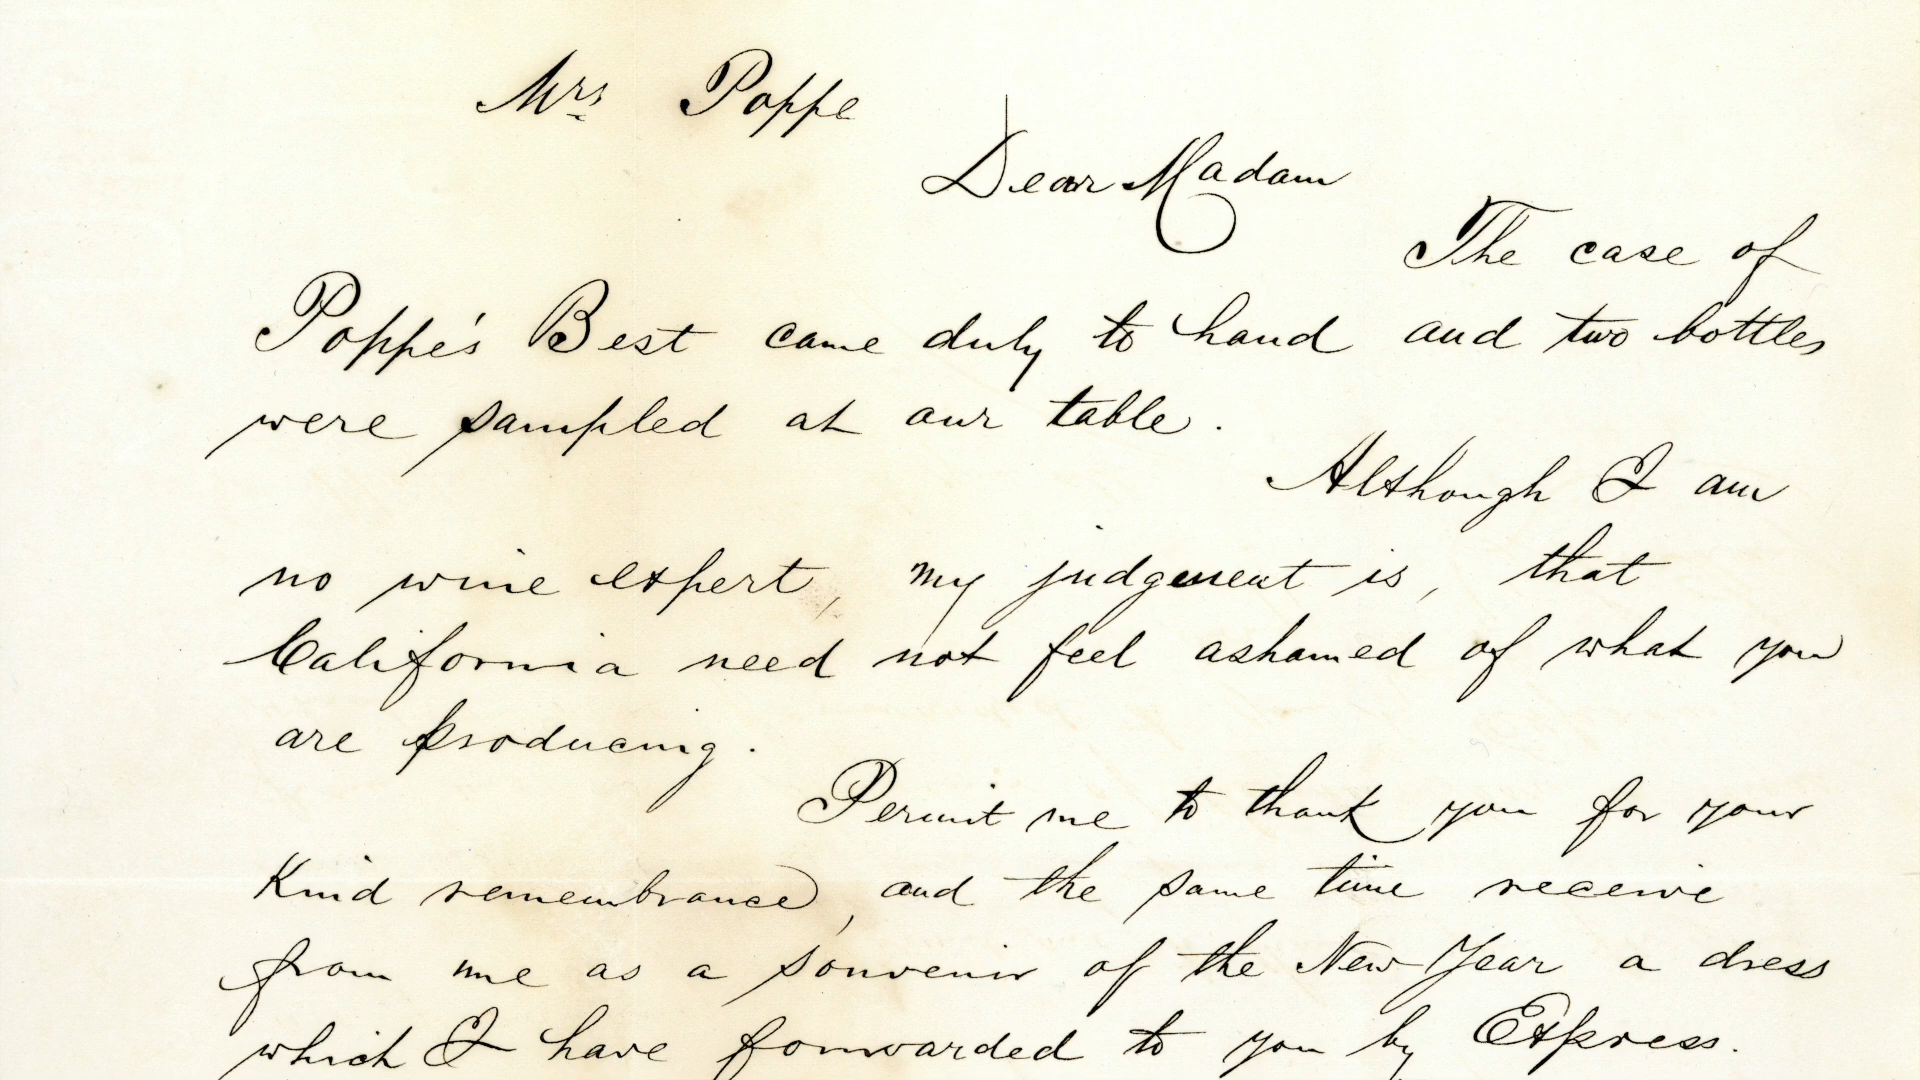 Mrs Poppe
Dear Madam
The case of
Poppe's Best came duly to hand and two bottles
were sampled at our table.
Although I am
no wine expert, my judgement is, that
California need not feel ashamed of what you
are producing.
Permit me to thank you for your
Kind remembrance, and the same time receive
from me as a souvenir of the New Year a dress
which I have forwarded to you by Express.